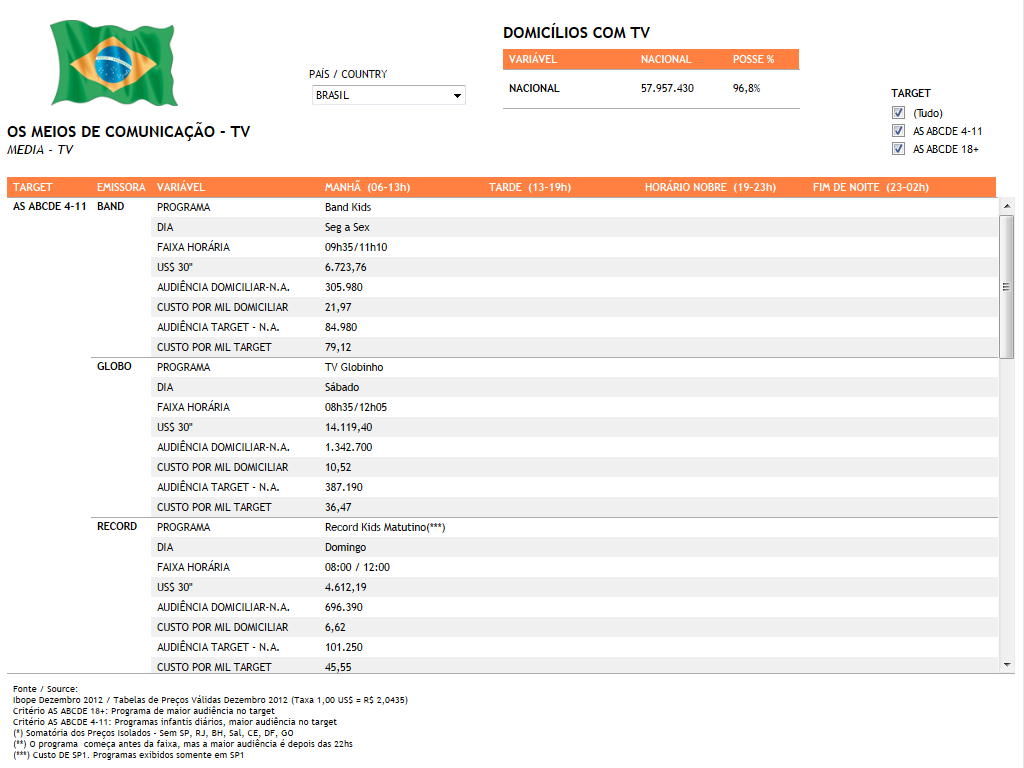 DOMICÍLIOS COM TV
VARIÁVEL NACIONAL POSSE %
NACIONAL 57.957.430 96,8%
PAÍS / COUNTRY
BRASIL
TARGET
(Tudo)
AS ABCDE 4-11
AS ABCDE 18+
OS MEIOS DE COMUNICAÇÃO - TV
MEDIA - TV
TARGET EMISSORA VARIÁVEL MANHÃ (06-13h) TARDE (13-19h) HORÁRIO NOBRE (19-23h) FIM DE NOITE (23-02h)
AS ABCDE 4-11 BAND PROGRAMA Band Kids
DIA Seg a Sex
FAIXA HORÁRIA 09h35/11h10
US$ 30" 6.723,76
AUDIÊNCIA DOMICILIAR-N.A. 305.980
CUSTO POR MIL DOMICILIAR 21,97
AUDIÊNCIA TARGET - N.A. 84.980
CUSTO POR MIL TARGET 79,12
GLOBO PROGRAMA TV Globinho
DIA Sábado
FAIXA HORÁRIA 08h35/12h05
US$ 30" 14.119,40
AUDIÊNCIA DOMICILIAR-N.A. 1.342.700
CUSTO POR MIL DOMICILIAR 10,52
AUDIÊNCIA TARGET - N.A. 387.190
CUSTO POR MIL TARGET 36,47
RECORD PROGRAMA Record Kids Matutino(***)
DIA Domingo
FAIXA HORÁRIA 08:00 / 12:00
US$ 30" 4.612,19
AUDIÊNCIA DOMICILIAR-N.A. 696.390
CUSTO POR MIL DOMICILIAR 6,62
AUDIÊNCIA TARGET - N.A. 101.250
CUSTO POR MIL TARGET 45,55
Fonte / Source:
Ibope Dezembro 2012 / Tabelas de Preços Válidas Dezembro 2012 (Taxa 1,00 US$ = R$ 2,0435)
Critério AS ABCDE 18+: Programa de maior audiência no target
Critério AS ABCDE 4-11: Programas infantis diários, maior audiência no target
(*) Somatória dos Preços Isolados - Sem SP, RJ, BH, Sal, CE, DF, GO
(**) O programa começa antes da faixa, mas a maior audiência é depois das 22hs
(***) Custo DE SP1. Programas exibidos somente em SP1